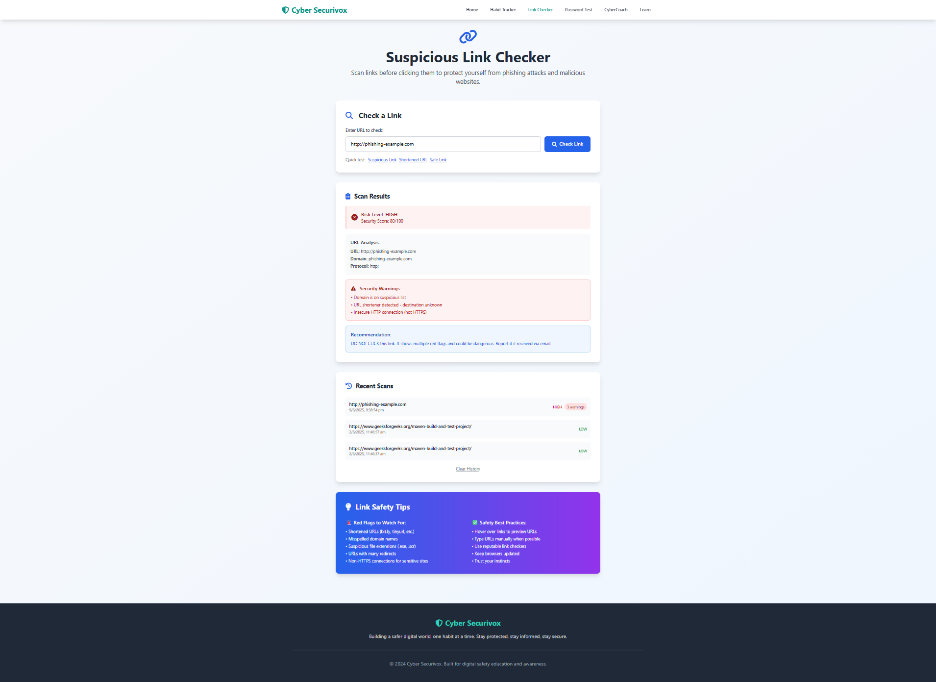 Cyber Securivox
Home Habit Tracker Link Checker Password Test CyberCoach Learn
Suspicious Link Checker
Scan links before clicking them to protect yourself from phishing attacks and malicious
websites.
Check a Link
Enter URL to check:
http://phishing-example.com
Check Link
Quick test: Suspicious Link Shortened URL Safe Link
Scan Results
Risk Level: HIGH
Security Score:
URL Analysis:
URL: http://phishing-example.com
Domain: phishing-example.com
Protocol: http:
Security Warnings
• Domain is on suspicious list
• URL shortener detected - destination unknown
• Insecure HTTP connection (not HTTPS)
Recommendation:
DO NOT CLICK this link. It shows multiple red flags and could be dangerous. Report it if received via email.
Recent Scans
http://phishing-example.com
HIGH 3 warnings
http://www.geeksforgeeks.org/maven-build-and-test-project/
LOW
http://www.geeksforgeeks.org/maven-build-and-test-project/
LOW
Clear History
Link Safety Tips
Red Flags to Watch For:
• Shortened URLs (bit.ly, tinyurl, etc.)
• Misspelled domain names
• Suspicious file extensions (.exe, .scr)
• URLs with many redirects
• Non-HTTPS connections for sensitive sites
Safety Best Practices:
• Hover over links to preview URLs
• Type URLs manually when possible
• Use reputable link checkers
• Keep browsers updated
• Trust your instincts
Cyber Securivox
Building a safer digital world, one habit at a time. Stay protected, stay informed, stay secure.
© 2024 Cyber Securivox. Built for digital safety education and awareness.